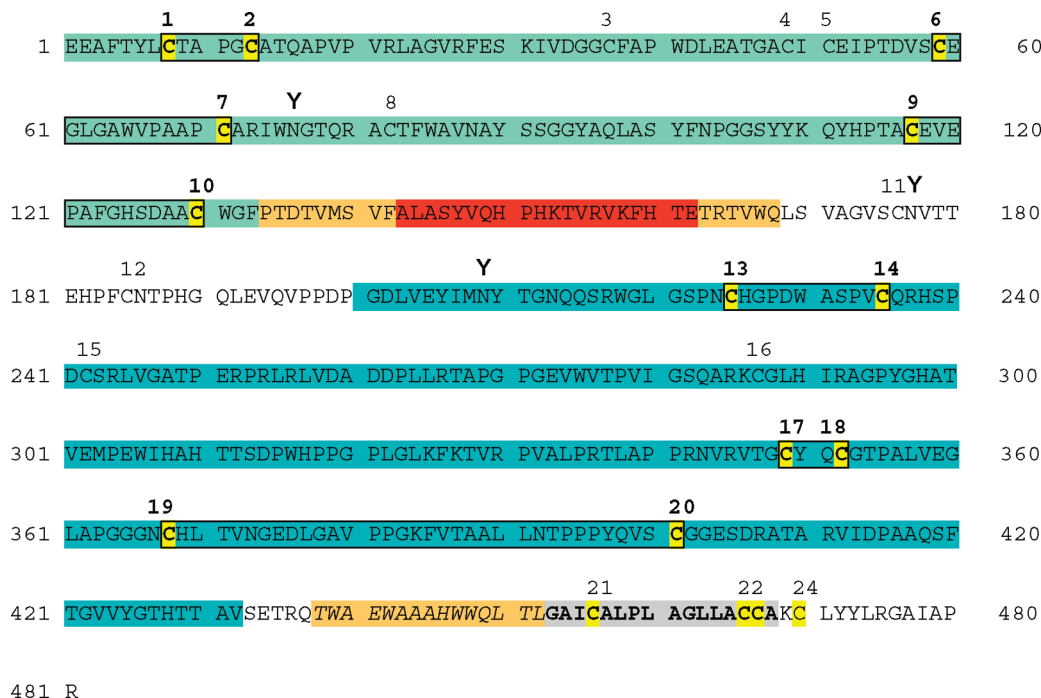 1 2 3 4 5 6
1 EEAFTYLCTA PGCATQAPVP VRLAGVRFES KIVDGGCFAP WDLEATGACI CEIPTDVSCE 60
7 Y 8 9
61 GLGAWVPAAP CARIWNGTQR ACTFWAVNAY SSGGYAQLAS YFNPGGSYYK QYHPTACEVE 120
10 11 Y
121 PAFGHSDAAC WGFPTDTVMS VFALASYVQH PHKTVRVKFH TETRTVWQLS VAGVSCNVTT 180
12 Y 13 14
181 EHPFCNTPHG QLEVQVPPDP GDLVEYIMNY TGNQQSRWGL GSPNCHGPDW ASPVCQRHSP 240
15 16
241 DCSRLVGATP ERPRLRLVDA DDPLLRTAPG PGEVWVTPVI GSQARKCGLH IRAGPYGHAT 300
17 18
301 VEMPEWIHAH TTSDPWHPPG PLGLKFKTVR PVALPRTLAP PRNVRVTGCY QCGTPALVEG 360
19 20
361 LAPGGGNCHL TVNGEDLGAV PPGKFVTAAL LNTPPPYQVS CGGESDRATA RVIDPAAQSF 420
21 22 24
421 TGVVYGTHTT AVSETRQTWA EWAAAHWWQL TLGAICALPL AGLLACCAKC LYYLRGAIAP 480
481 R